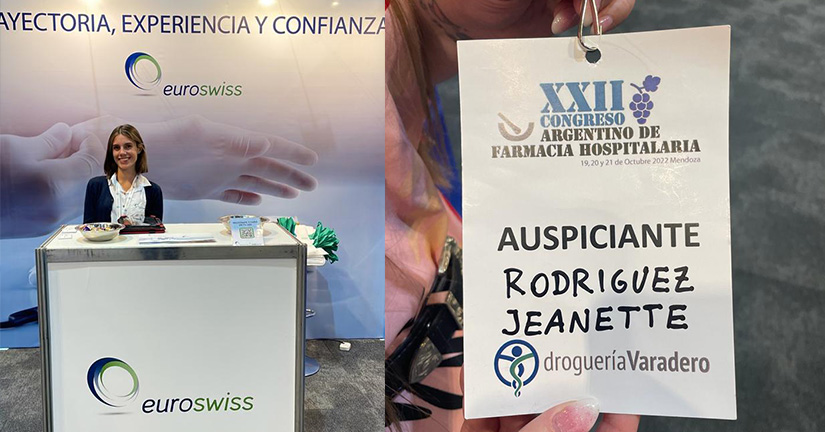 AYECTORIA, EXPERIENCIA Y CONFIANZA
euroswiss
euroswiss
XXII
CONGRESO
ARGENTINO DE
FARMACIA HOSPITALARIA
19, 20 y 21 de Octubre 2022 Mendoza
AUSPICIANTE
RODRIGUEZ
JEANETTE
drogueríaVaradero